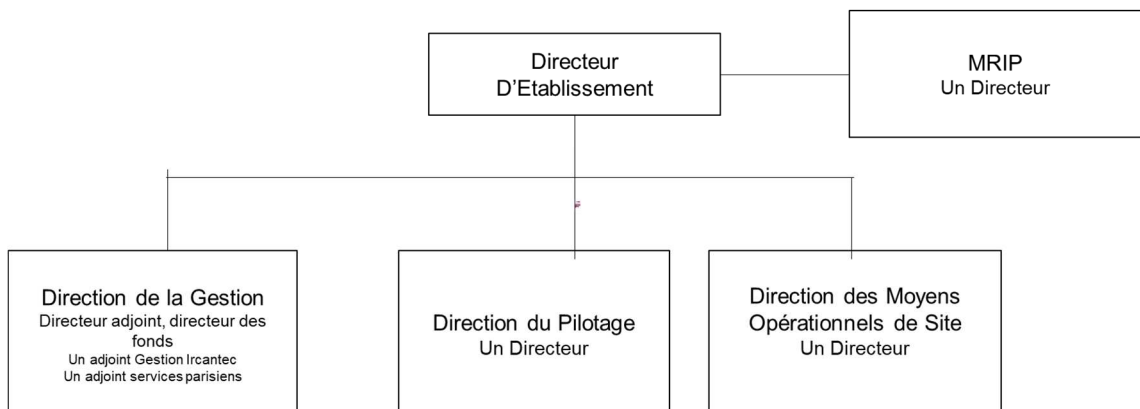 Directeur
D'Etablissement
MRIP
Un Directeur
Direction de la Gestion
Directeur adjoint, directeur des
fonds
Un adjoint Gestion Ircantec
Un adjoint services parisiens
Direction du Pilotage
Un Directeur
Direction des Moyens
Opérationnels de Site
Un Directeur